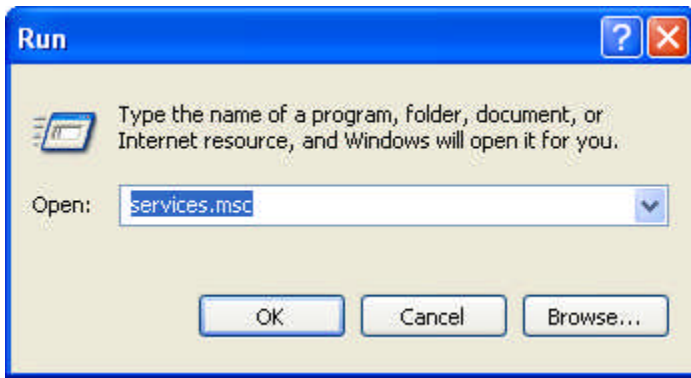 Run
Type the name of a program, folder, document, or
Internet resource, and Windows will open it for you.
Open: services.msc
OK Cancel Browse...